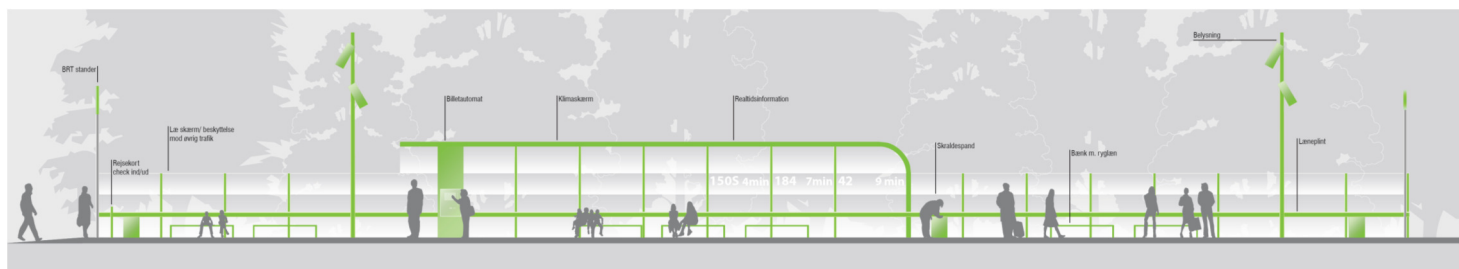 BRT stander
Rejsekort
check ind/ud
Læ skærm/ beskyttelse
mod øvrig trafik
Billetautomat
Klimaskærm
Realtidsinformation
150S 4min 184 7min 42 9 min
Skraldespand
Bænk m. ryglæn
Belysning
Læneplint